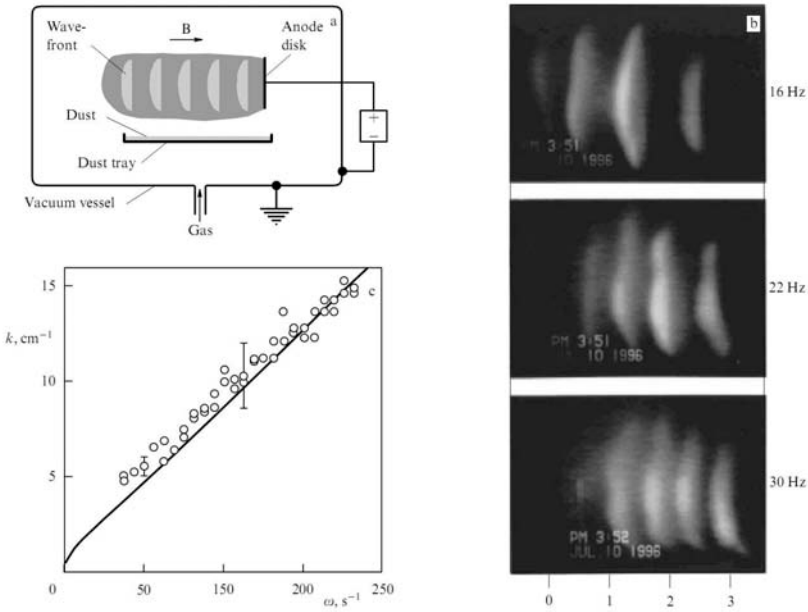 a
Wave-
front
B
Anode
disk
+
−
Dust
Dust tray
Vacuum vessel
Gas
b
16 Hz
PM 3:51
10 1996
22 Hz
PM 3:51
10 1996
30 Hz
PM 3:52
JUL.10 1996
0 1 2 3
c
k, cm⁻¹
15
10
5
0 50 100 150 200 250
ω, s⁻¹